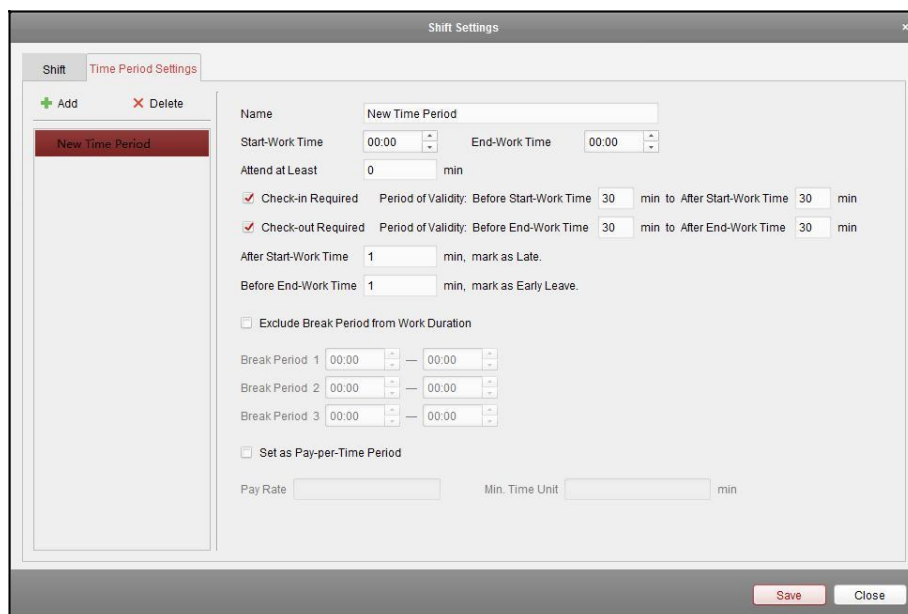 Shift Settings ×
Shift Time Period Settings
Add Delete
New Time Period
Name New Time Period
Start-Work Time 00:00 End-Work Time 00:00
Attend at Least 0 min
Check-in Required Period of Validity: Before Start-Work Time 30 min to After Start-Work Time 30 min
Check-out Required Period of Validity: Before End-Work Time 30 min to After End-Work Time 30 min
After Start-Work Time 1 min, mark as Late.
Before End-Work Time 1 min, mark as Early Leave.
Exclude Break Period from Work Duration
Break Period 1 00:00 — 00:00
Break Period 2 00:00 — 00:00
Break Period 3 00:00 — 00:00
Set as Pay-per-Time Period
Pay Rate Min. Time Unit min
Save Close